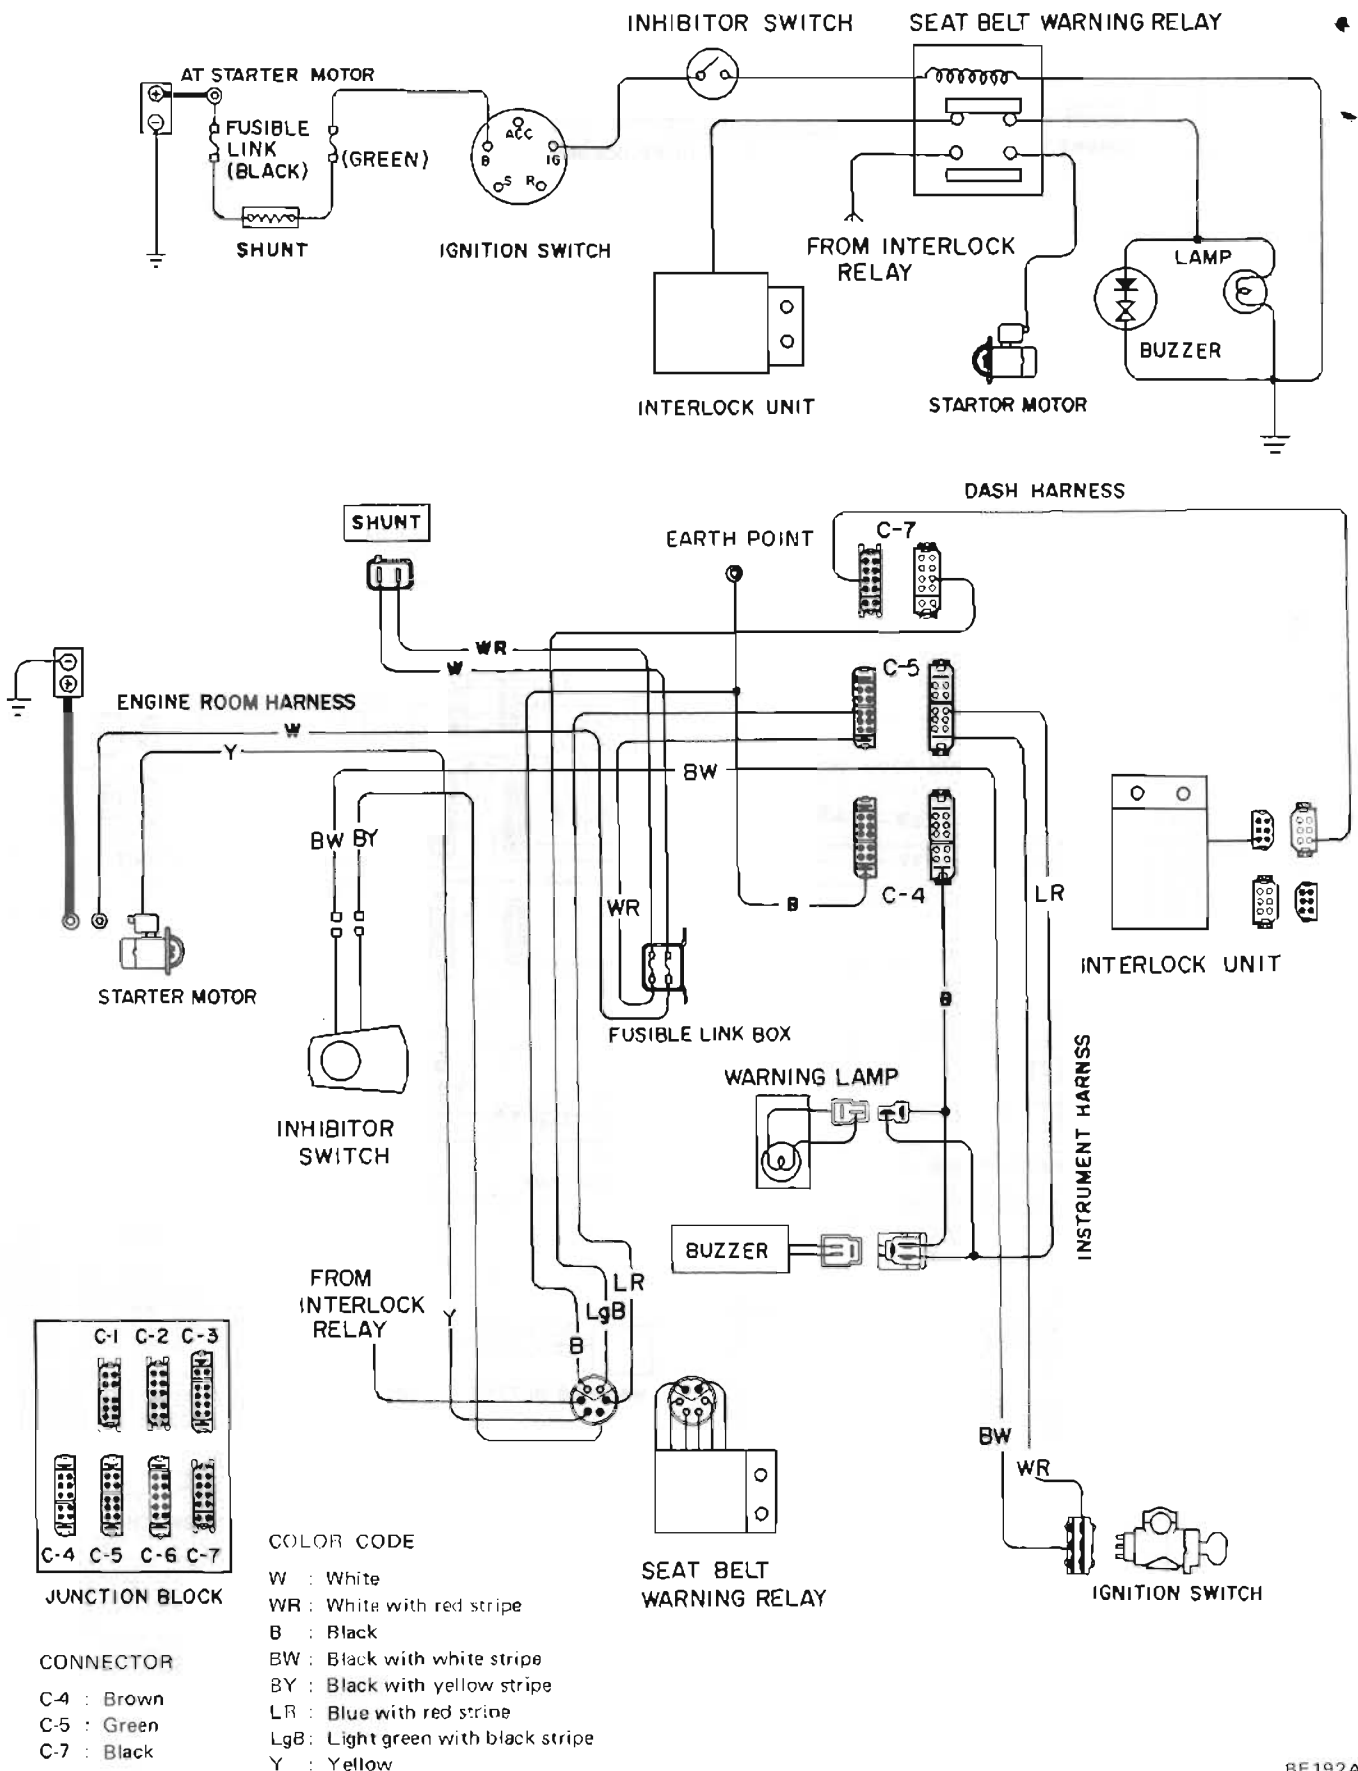 INHIBITOR SWITCH
SEAT BELT WARNING RELAY
AT STARTER MOTOR
FUSIBLE
LINK
(BLACK)
(GREEN)
ACC
B
IG
S
R
SHUNT
IGNITION SWITCH
FROM INTERLOCK
RELAY
LAMP
BUZZER
INTERLOCK UNIT
STARTOR MOTOR
DASH HARNESS
SHUNT
EARTH POINT
C-7
WR
W
C-5
ENGINE ROOM HARNESS
W
Y
BW
BW
BY
WR
B
C-4
LR
INTERLOCK UNIT
STARTER MOTOR
B
FUSIBLE LINK BOX
WARNING LAMP
INSTRUMENT HARNSS
INHIBITOR
SWITCH
BUZZER
FROM
INTERLOCK
RELAY
Y
LR
LgB
B
C-1 C-2 C-3
BW
WR
C-4 C-5 C-6 C-7
JUNCTION BLOCK
SEAT BELT
WARNING RELAY
IGNITION SWITCH
COLOR CODE
W : White
WR : White with red stripe
B : Black
BW : Black with white stripe
BY : Black with yellow stripe
LR : Blue with red stripe
LgB : Light green with black stripe
Y : Yellow
CONNECTOR
C-4 : Brown
C-5 : Green
C-7 : Black
BE192A